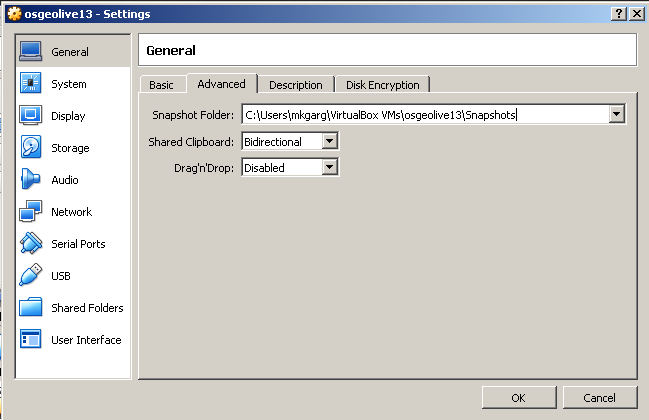 osgeolive13 - Settings
General
System
Display
Storage
Audio
Network
Serial Ports
USB
Shared Folders
User Interface
General
Basic Advanced Description Disk Encryption
Snapshot Folder: C:\Users\mkgarg\VirtualBox VMs\osgeolive13\Snapshots
Shared Clipboard: Bidirectional
Drag'n'Drop: Disabled
OK Cancel